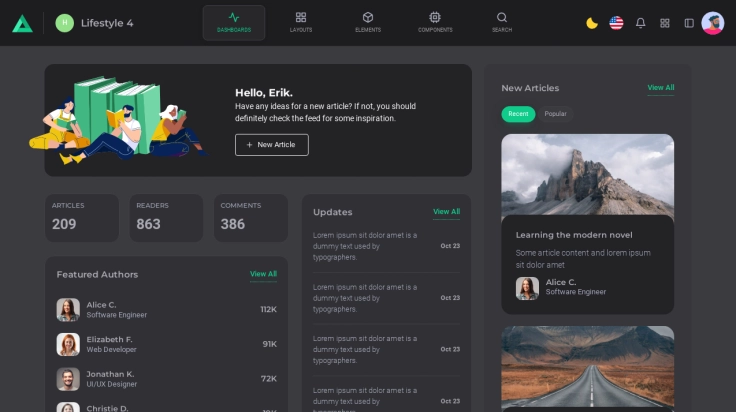 H
Lifestyle 4
DASHBOARDS
LAYOUTS
ELEMENTS
COMPONENTS
SEARCH
Hello, Erik.
Have any ideas for a new article? If not, you should
definitely check the feed for some inspiration.
+ New Article
ARTICLES
209
READERS
863
COMMENTS
386
Featured Authors
View All
Alice C.
Software Engineer
112K
Elizabeth F.
Web Developer
91K
Jonathan K.
UI/UX Designer
72K
Christie D.
Updates
View All
Lorem ipsum sit dolor amet is a
dummy text used by
typographers.
Oct 23
Lorem ipsum sit dolor amet is a
dummy text used by
typographers.
Oct 23
Lorem ipsum sit dolor amet is a
dummy text used by
typographers.
Oct 23
Lorem ipsum sit dolor amet is a
dummy text used by
Oct 23
New Articles
View All
Recent
Popular
Learning the modern novel
Some article content and lorem ipsum
sit dolor amet
Alice C.
Software Engineer